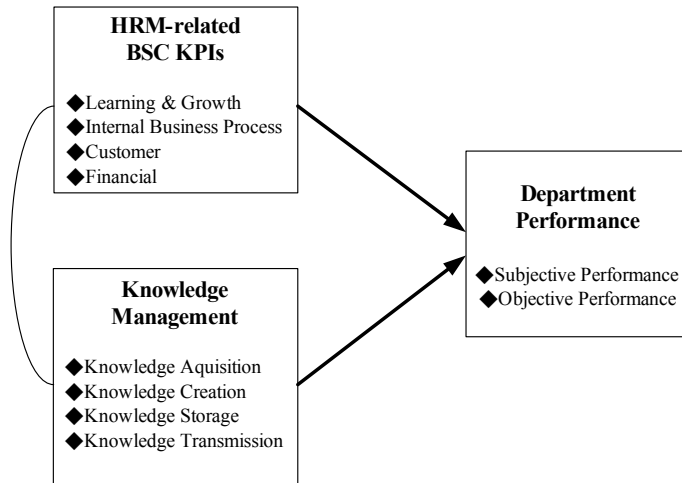 HRM-related
BSC KPIs
◆Learning & Growth
◆Internal Business Process
◆Customer
◆Financial
Department
Performance
◆Subjective Performance
◆Objective Performance
Knowledge
Management
◆Knowledge Aquisition
◆Knowledge Creation
◆Knowledge Storage
◆Knowledge Transmission